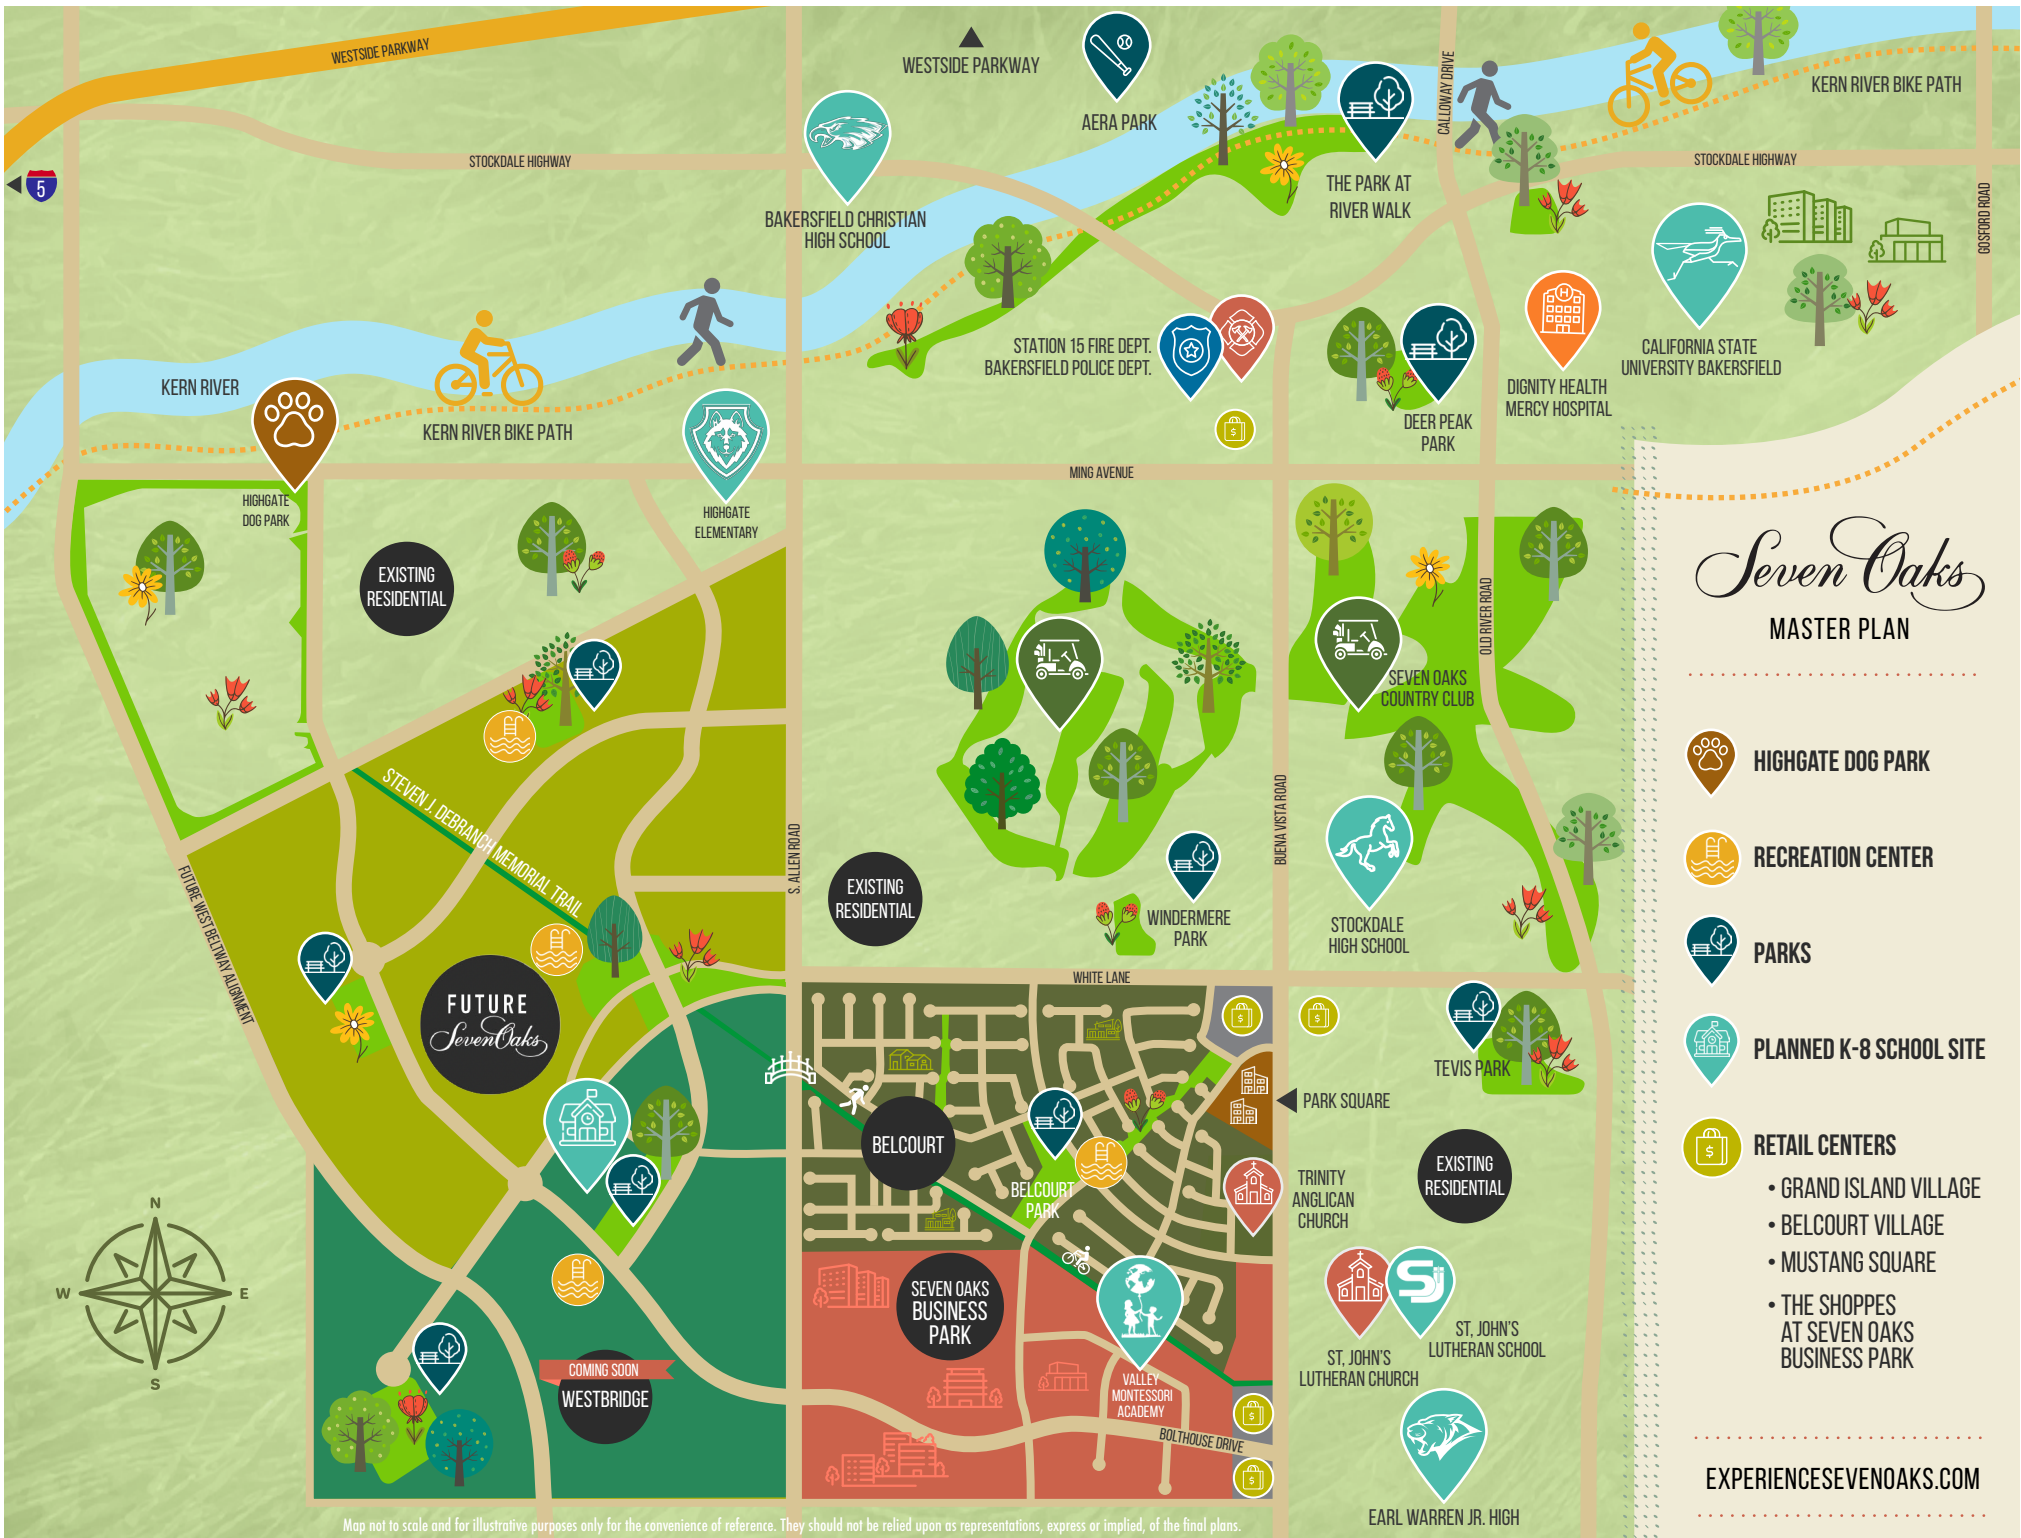 WESTSIDE PARKWAY
WESTSIDE PARKWAY
AERA PARK
CALLOWAY DRIVE
KERN RIVER BIKE PATH
5
STOCKDALE HIGHWAY
STOCKDALE HIGHWAY
THE PARK AT
RIVER WALK
GOSFORD ROAD
BAKERSFIELD CHRISTIAN
HIGH SCHOOL
H
STATION 15 FIRE DEPT.
BAKERSFIELD POLICE DEPT.
CALIFORNIA STATE
UNIVERSITY BAKERSFIELD
KERN RIVER
DIGNITY HEALTH
MERCY HOSPITAL
KERN RIVER BIKE PATH
$
DEER PEAK
PARK
MING AVENUE
HIGHGATE
DOG PARK
HIGHGATE
ELEMENTARY
EXISTING
RESIDENTIAL
Seven Oaks
MASTER PLAN
OLD RIVER ROAD
SEVEN OAKS
COUNTRY CLUB
HIGHGATE DOG PARK
STEVEN J. DEBRANCH MEMORIAL TRAIL
S. ALLEN ROAD
BUENA VISTA ROAD
RECREATION CENTER
EXISTING
RESIDENTIAL
WINDERMERE
PARK
STOCKDALE
HIGH SCHOOL
FUTURE WEST BELTWAY ALIGNMENT
PARKS
WHITE LANE
FUTURE
Seven Oaks
$
$
TEVIS PARK
PLANNED K-8 SCHOOL SITE
PARK SQUARE
BELCOURT
$
RETAIL CENTERS
• GRAND ISLAND VILLAGE
• BELCOURT VILLAGE
• MUSTANG SQUARE
• THE SHOPPES
AT SEVEN OAKS
BUSINESS PARK
EXISTING
RESIDENTIAL
BELCOURT
PARK
TRINITY
ANGLICAN
CHURCH
N
W
E
S
SEVEN OAKS
BUSINESS
PARK
SJ
ST, JOHN'S
LUTHERAN SCHOOL
ST, JOHN'S
LUTHERAN CHURCH
COMING SOON
WESTBRIDGE
VALLEY
MONTESSORI
ACADEMY
$
BOLTHOUSE DRIVE
$
EXPERIENCESEVENOAKS.COM
EARL WARREN JR. HIGH
Map not to scale and for illustrative purposes only for the convenience of reference. They should not be relied upon as representations, express or implied, of the final plans.